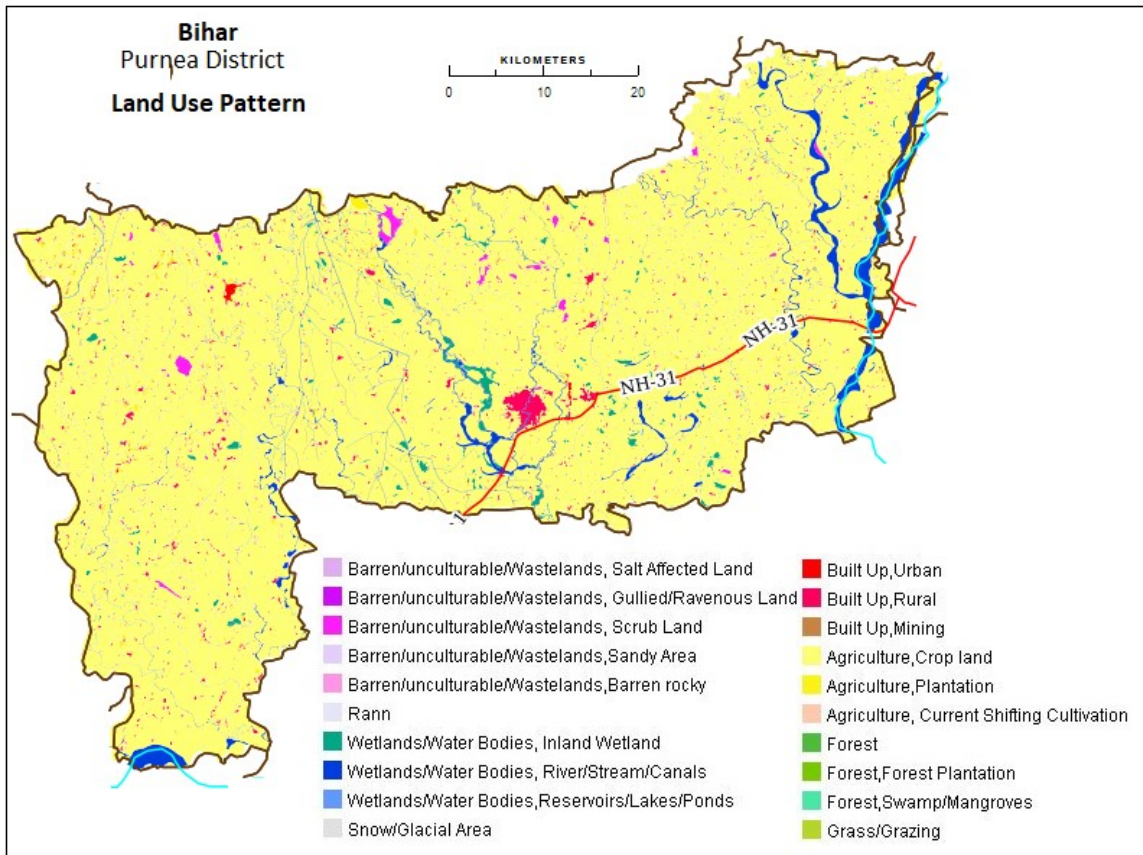 Bihar
Purnea District
Land Use Pattern
KILOMETERS
0 10 20
NH-31
NH-31
Barren/unculturable/Wastelands, Salt Affected Land
Barren/unculturable/Wastelands, Gullied/Ravenous Land
Barren/unculturable/Wastelands, Scrub Land
Barren/unculturable/Wastelands,Sandy Area
Barren/unculturable/Wastelands,Barren rocky
Rann
Wetlands/Water Bodies, Inland Wetland
Wetlands/Water Bodies, River/Stream/Canals
Wetlands/Water Bodies,Reservoirs/Lakes/Ponds
Snow/Glacial Area
Built Up,Urban
Built Up,Rural
Built Up,Mining
Agriculture,Crop land
Agriculture,Plantation
Agriculture, Current Shifting Cultivation
Forest
Forest,Forest Plantation
Forest,Swamp/Mangroves
Grass/Grazing